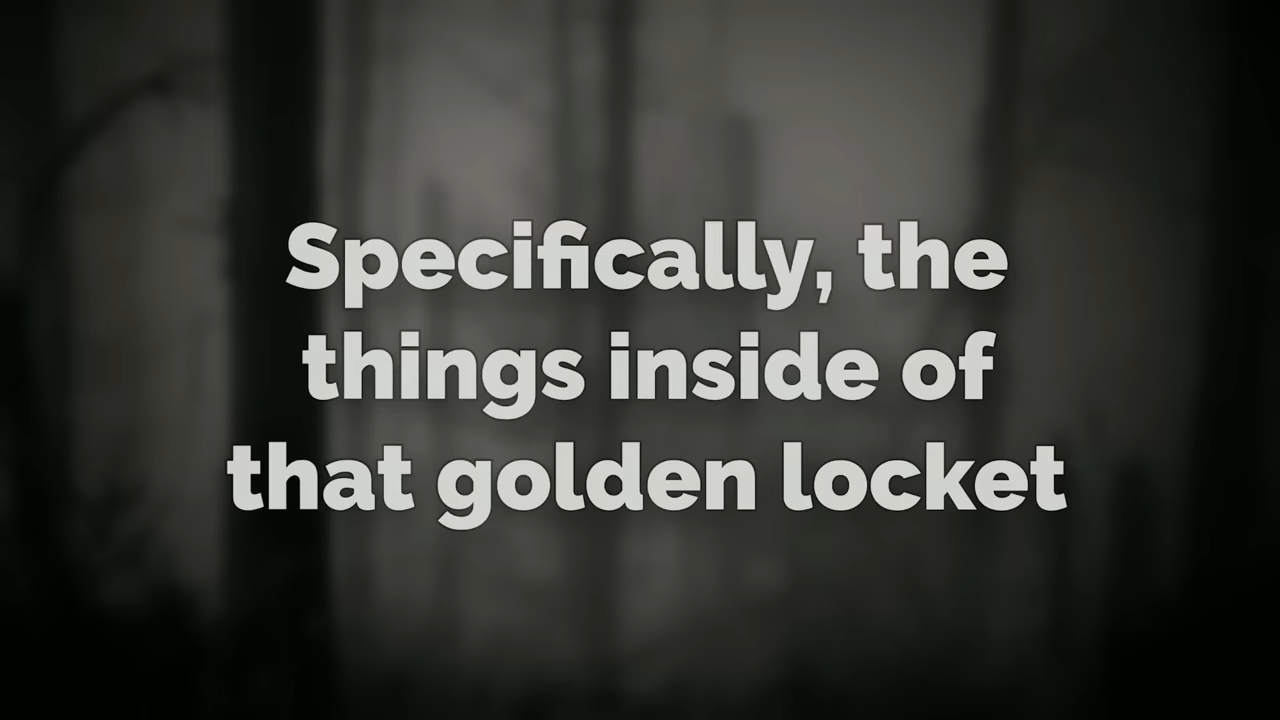 Specifically, the
things inside of
that golden locket